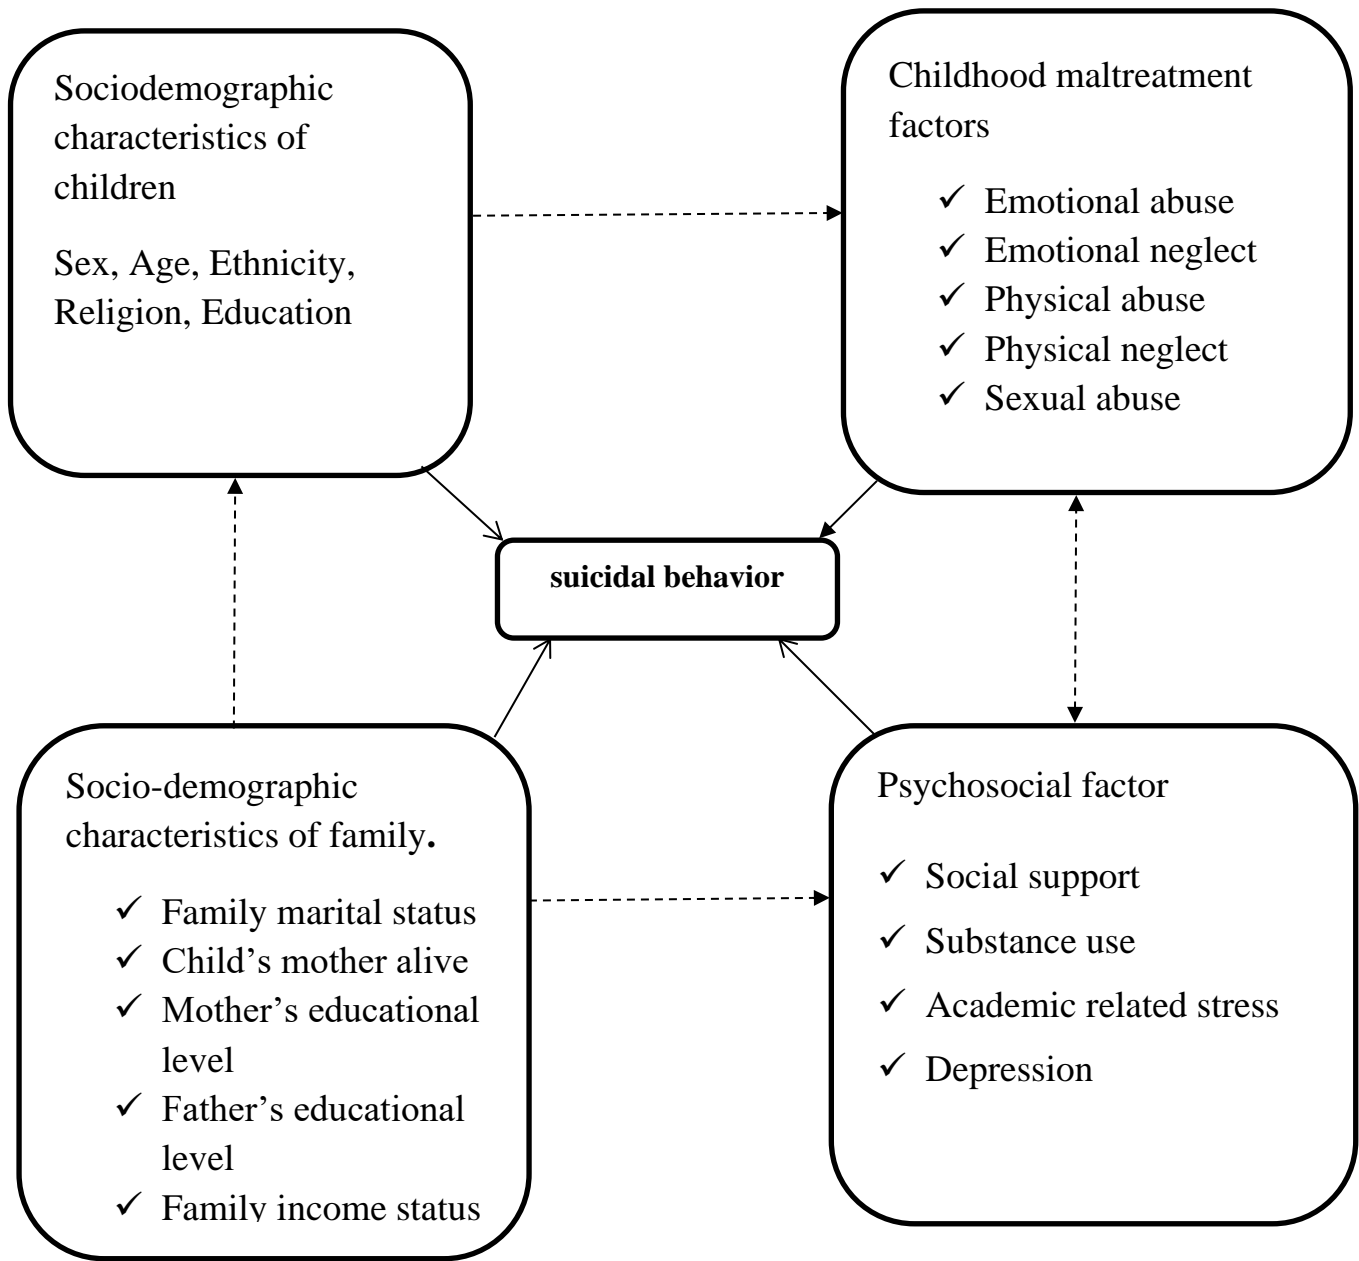 Sociodemographic
characteristics of
children
Sex, Age, Ethnicity,
Religion, Education
Childhood maltreatment
factors
✓ Emotional abuse
✓ Emotional neglect
✓ Physical abuse
✓ Physical neglect
✓ Sexual abuse
suicidal behavior
Socio-demographic
characteristics of family.
✓ Family marital status
✓ Child’s mother alive
✓ Mother’s educational
level
✓ Father’s educational
level
✓ Family income status
Psychosocial factor
✓ Social support
✓ Substance use
✓ Academic related stress
✓ Depression